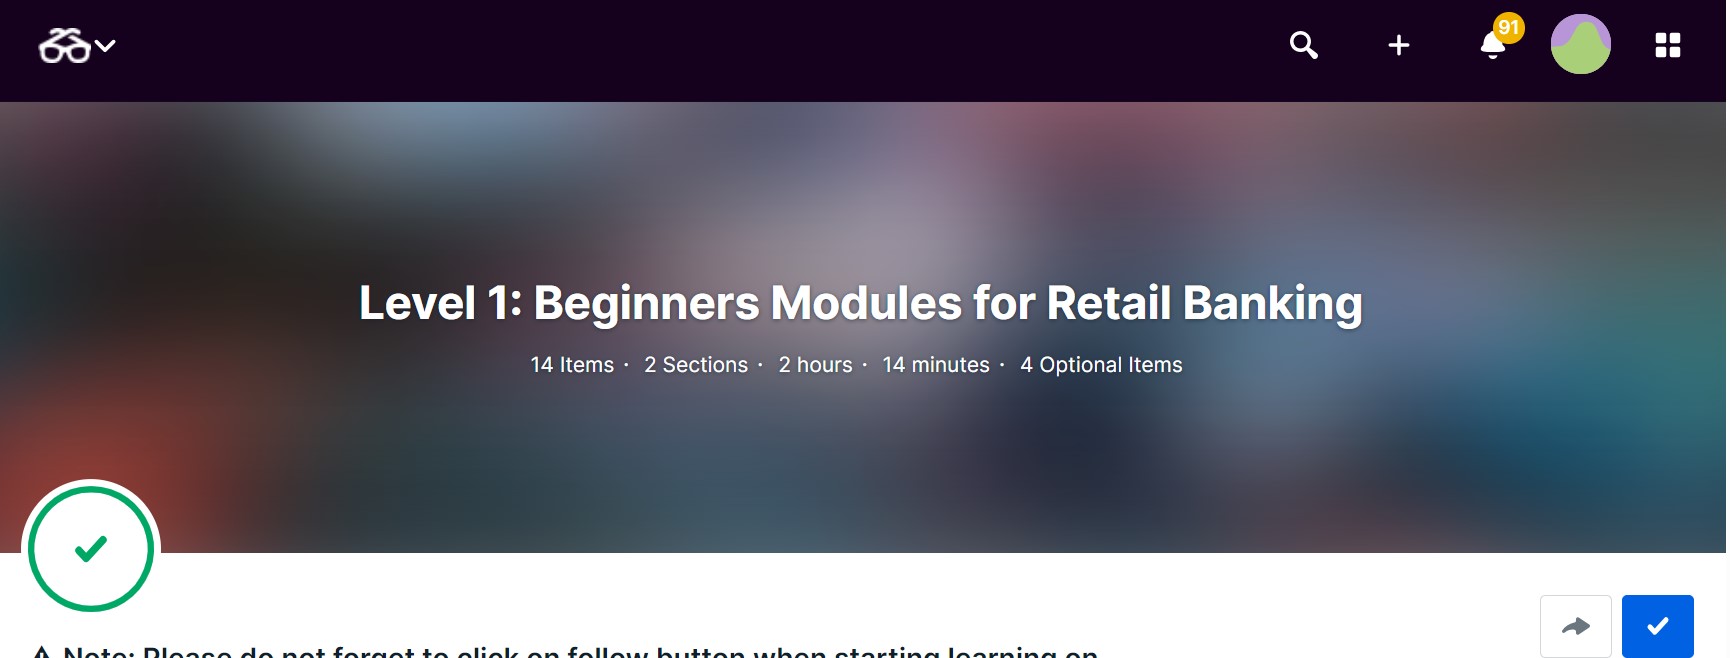 91
Level 1: Beginners Modules for Retail Banking
14 Items · 2 Sections · 2 hours · 14 minutes · 4 Optional Items
⚠ Note: Please do not forget to click on follow button when starting learning on